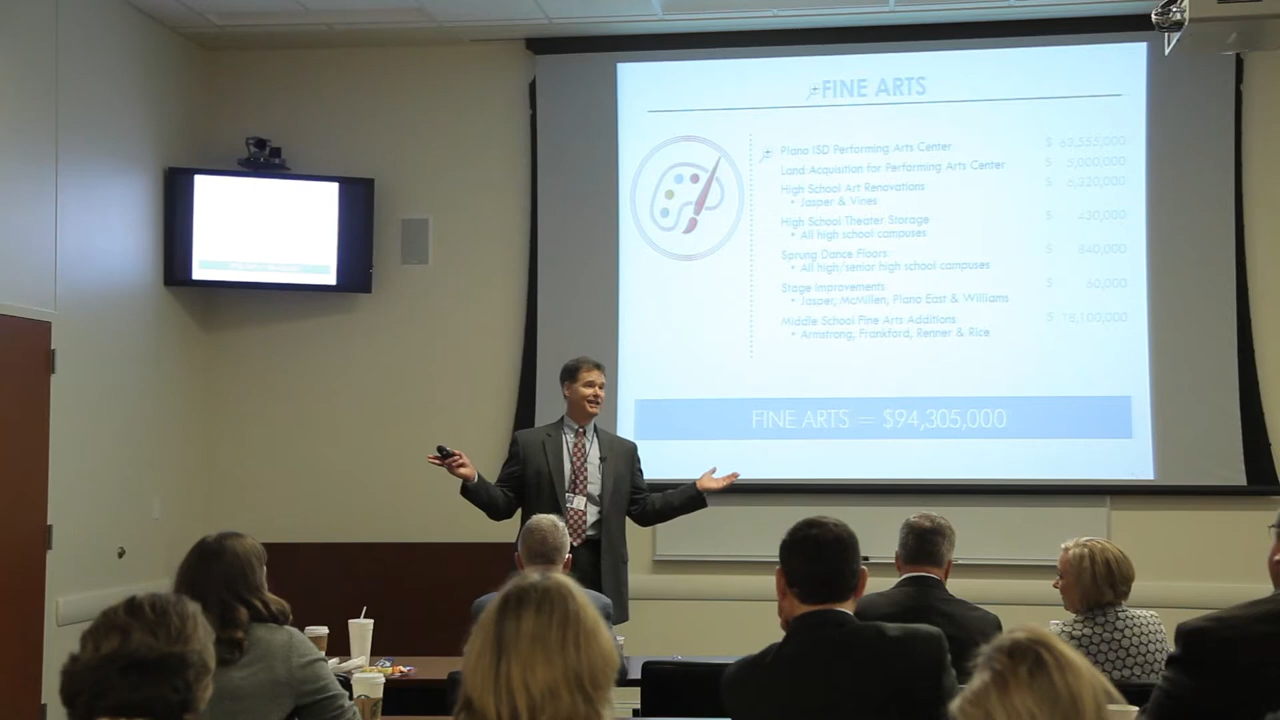 FINE ARTS
Plano ISD Performing Arts Center $ 63,555,000
Land Acquisition for Performing Arts Center $ 5,000,000
High School Art Renovations $ 6,320,000
• Jasper & Vines
High School Theater Storage $ 430,000
• All high school campuses
Sprung Dance Floors $ 840,000
• All high/senior high school campuses
Stage Improvements $ 60,000
• Jasper, McMillen, Plano East & Williams
Middle School Fine Arts Additions $ 18,100,000
• Armstrong, Frankford, Renner & Rice
FINE ARTS = $94,305,000